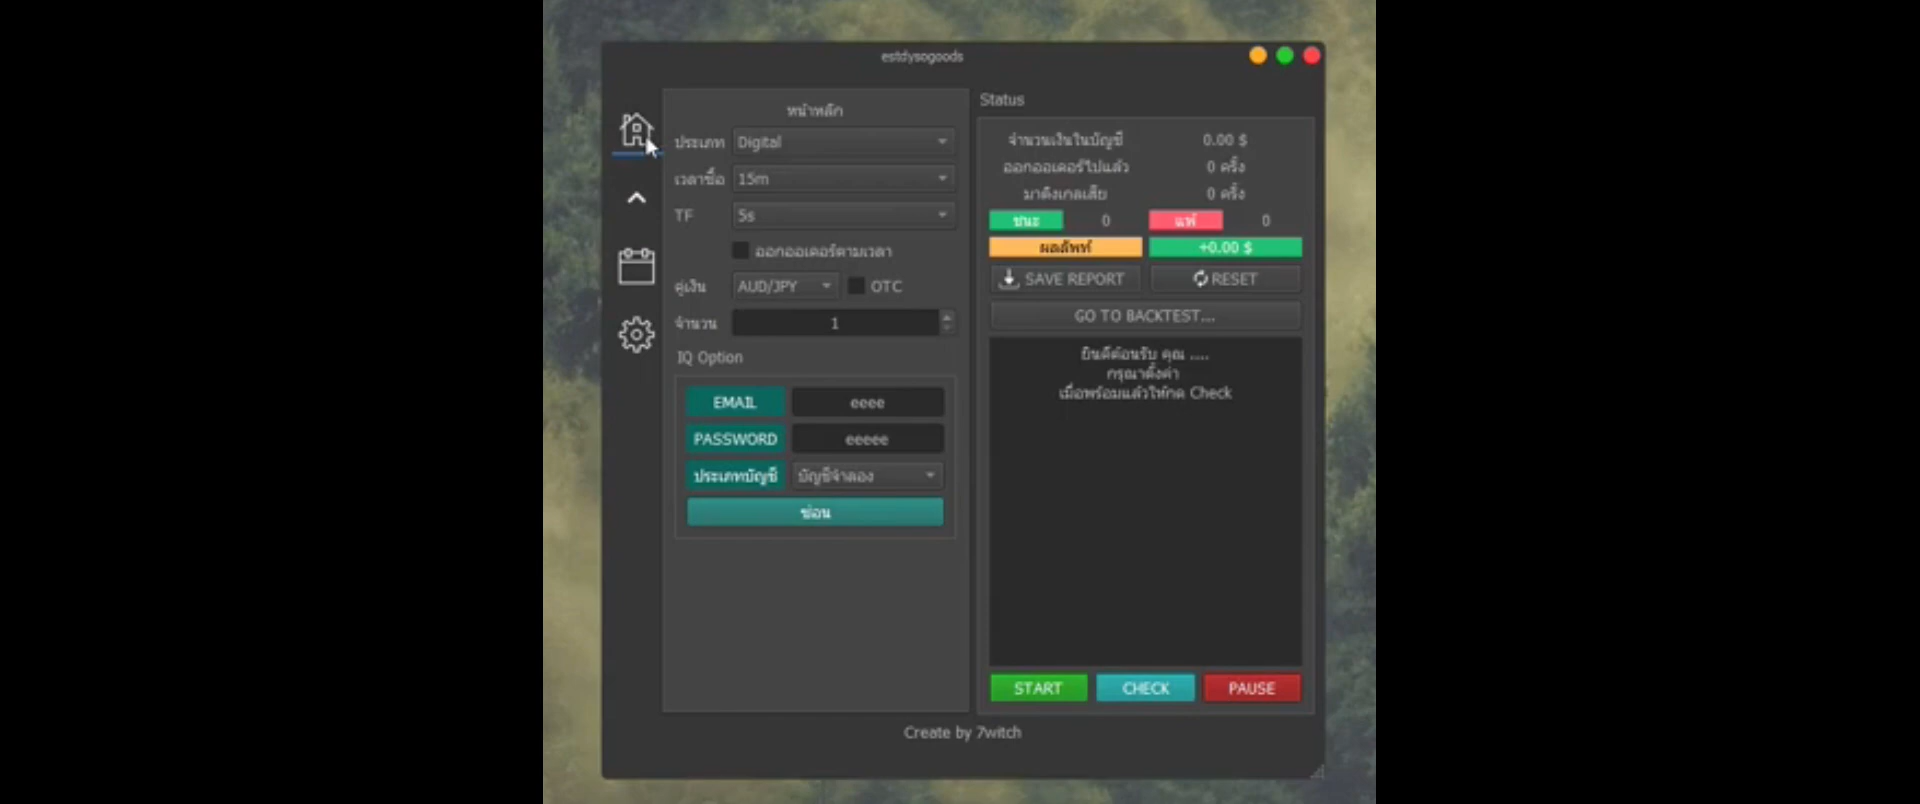 estdysogoods
หน้าหลัก
ประเภท Digital
เวลาซื้อ 15m
TF 5s
ออกออเดอร์ตามเวลา
คู่เงิน AUD/JPY OTC
จำนวน 1
IQ Option
EMAIL eeee
PASSWORD eeeee
ประเภทบัญชี บัญชีจำลอง
ซ่อน
Status
จำนวนเงินในบัญชี 0.00 $
ออกออเดอร์ไปแล้ว 0 ครั้ง
มาติงเกลเสีย 0 ครั้ง
ชนะ 0 แพ้ 0
ผลลัพท์ +0.00 $
SAVE REPORT RESET
GO TO BACKTEST...
ยินดีต้อนรับ คุณ ....
กรุณาตั้งค่า
เมื่อพร้อมแล้วให้กด Check
START CHECK PAUSE
Create by 7witch